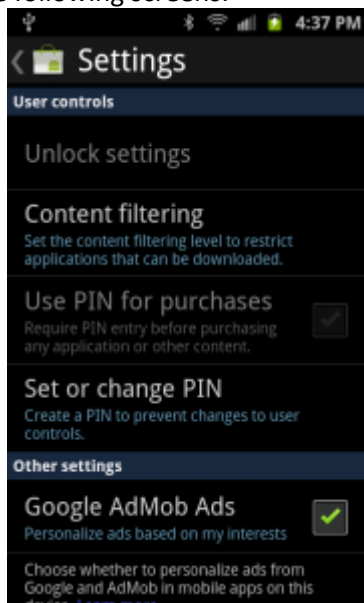 following screens.
4:37 PM
Settings
User controls
Unlock settings
Content filtering
Set the content filtering level to restrict
applications that can be downloaded.
Use PIN for purchases
Require PIN entry before purchasing
any application or other content.
Set or change PIN
Create a PIN to prevent changes to user
controls.
Other settings
Google AdMob Ads
Personalize ads based on my interests
Choose whether to personalize ads from
Google and AdMob in mobile apps on this